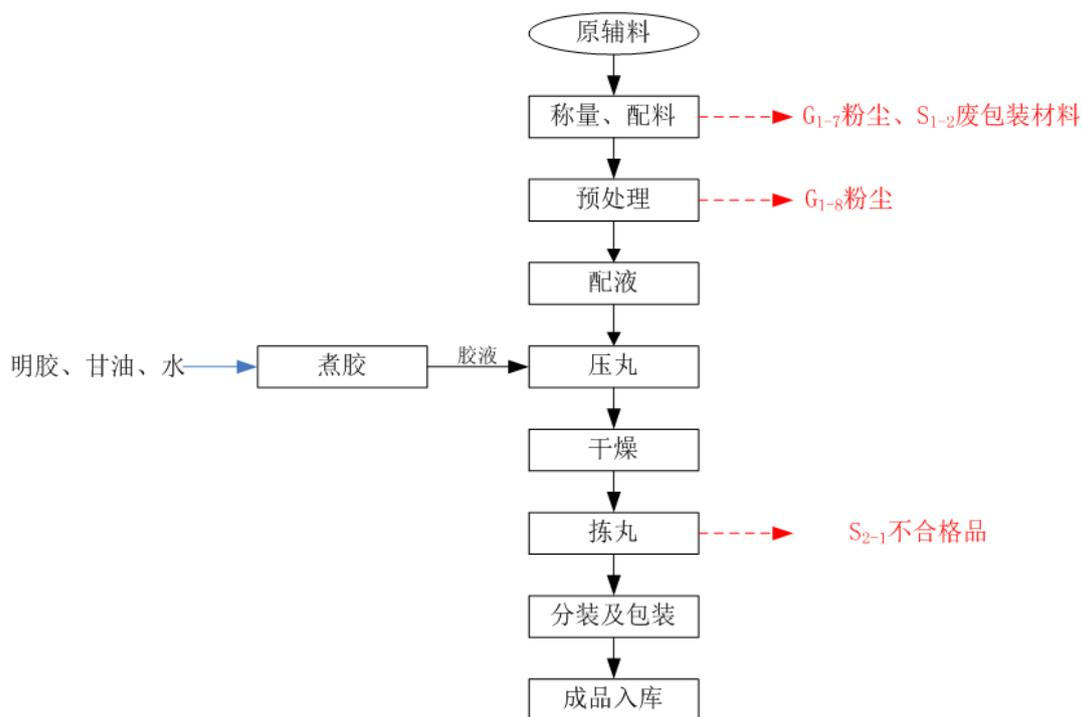 原辅料
称量、配料
G₁₋₇粉尘、S₁₋₂废包装材料
预处理
G₁₋₈粉尘
配液
明胶、甘油、水
煮胶
胶液
压丸
干燥
拣丸
S₂₋₁不合格品
分装及包装
成品入库